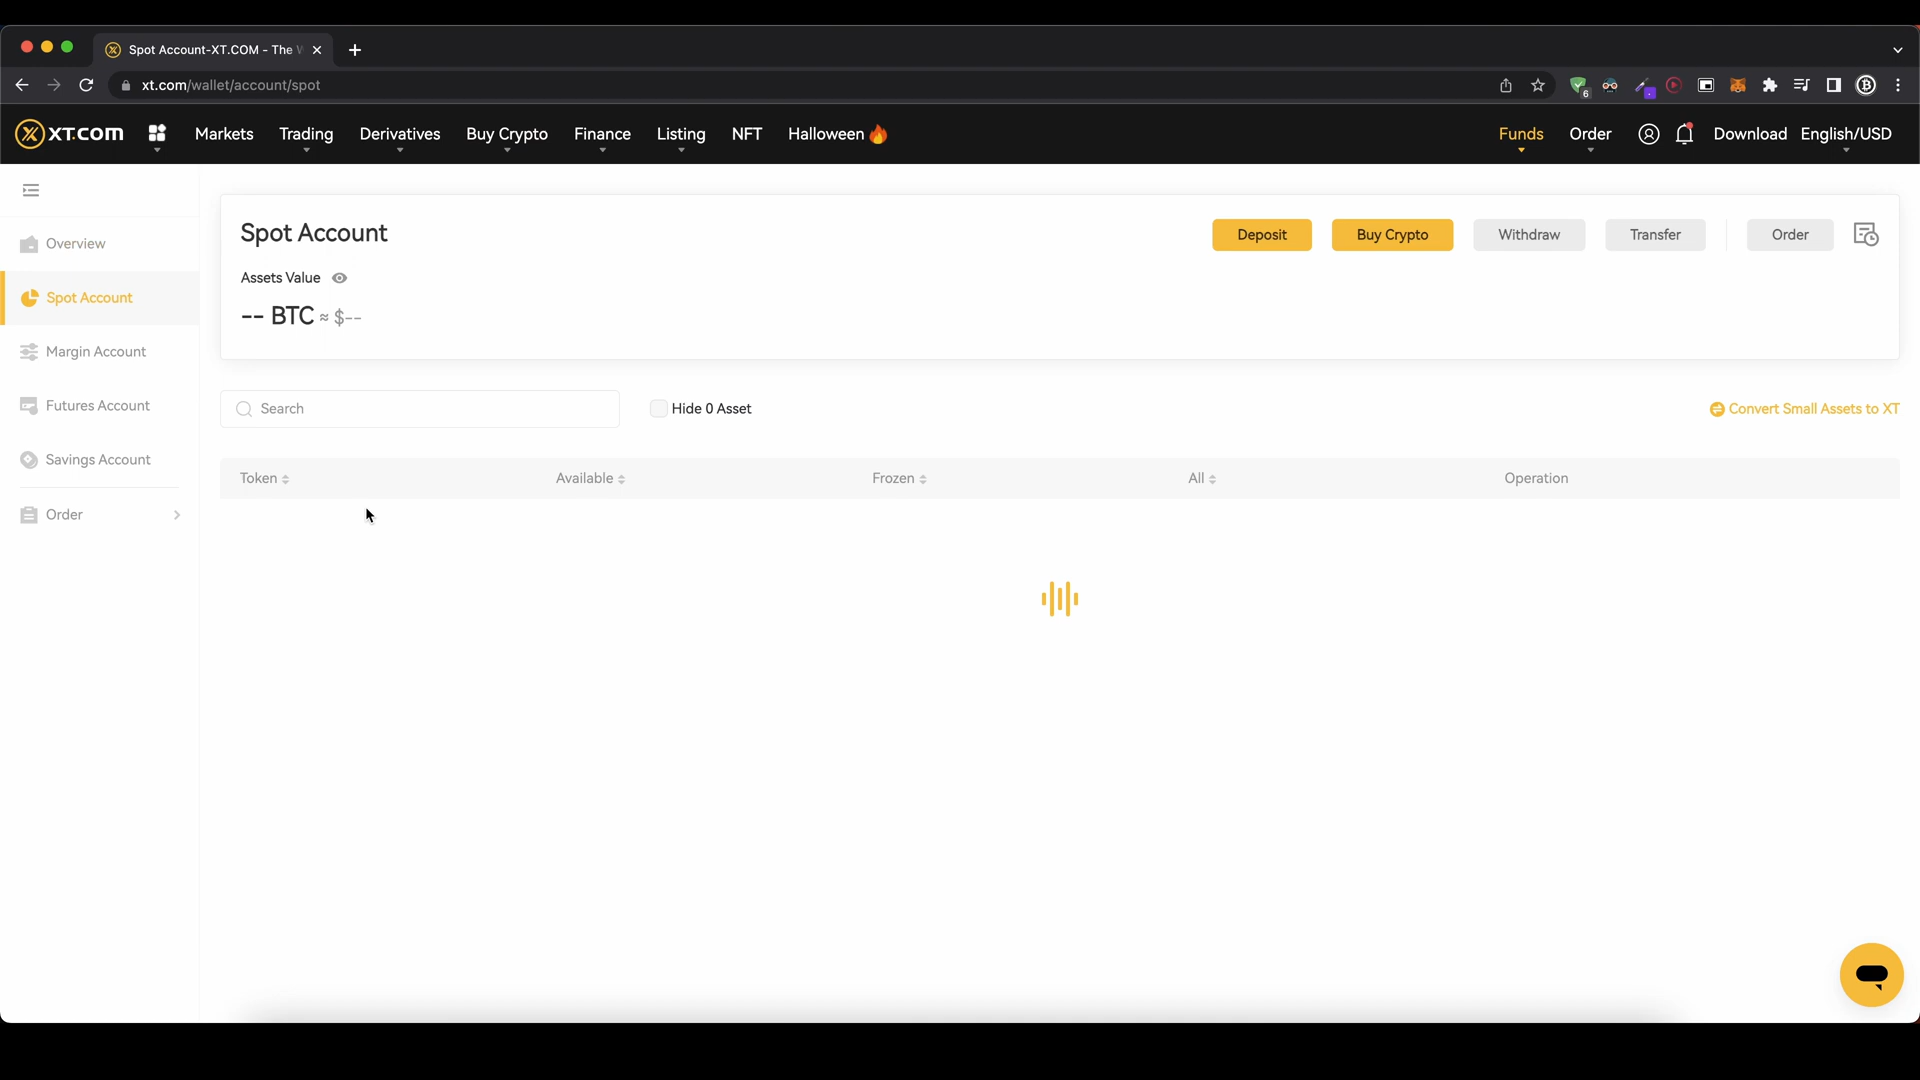 Spot Account-XT.COM - The
xt.com/wallet/account/spot
6
XT.COM Markets Trading Derivatives Buy Crypto Finance Listing NFT Halloween Funds Order Download English/USD
Overview
Spot Account
Margin Account
Futures Account
Savings Account
Order
Spot Account Deposit Buy Crypto Withdraw Transfer Order
Assets Value
-- BTC ≈ $--
Search Hide 0 Asset Convert Small Assets to XT
Token Available Frozen All Operation